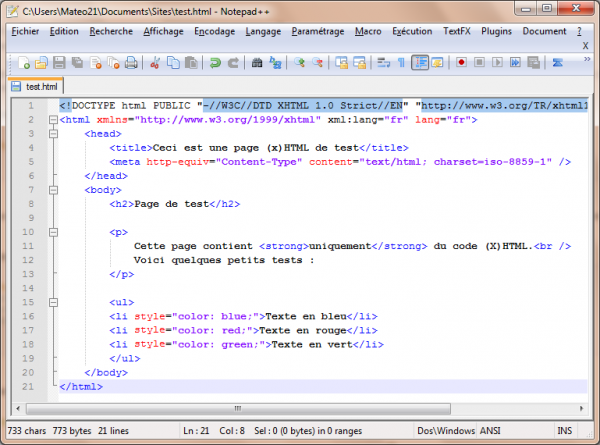 C:\Users\Mateo21\Documents\Sites\test.html - Notepad++
Fichier Edition Recherche Affichage Encodage Langage Paramétrage Macro Exécution TextFX Plugins Document ?
X
test.html
1 <!DOCTYPE html PUBLIC "-//W3C//DTD XHTML 1.0 Strict//EN" "http://www.w3.org/TR/xhtml1
2 <html xmlns="http://www.w3.org/1999/xhtml" xml:lang="fr" lang="fr">
3 <head>
4 <title>Ceci est une page (x)HTML de test</title>
5 <meta http-equiv="Content-Type" content="text/html; charset=iso-8859-1" />
6 </head>
7 <body>
8 <h2>Page de test</h2>
9
10 <p>
11 Cette page contient <strong>uniquement</strong> du code (X)HTML.<br />
12 Voici quelques petits tests :
13 </p>
14
15 <ul>
16 <li style="color: blue;">Texte en bleu</li>
17 <li style="color: red;">Texte en rouge</li>
18 <li style="color: green;">Texte en vert</li>
19 </ul>
20 </body>
21 </html>
733 chars 773 bytes 21 lines Ln : 21 Col : 8 Sel : 0 (0 bytes) in 0 ranges Dos\Windows ANSI INS